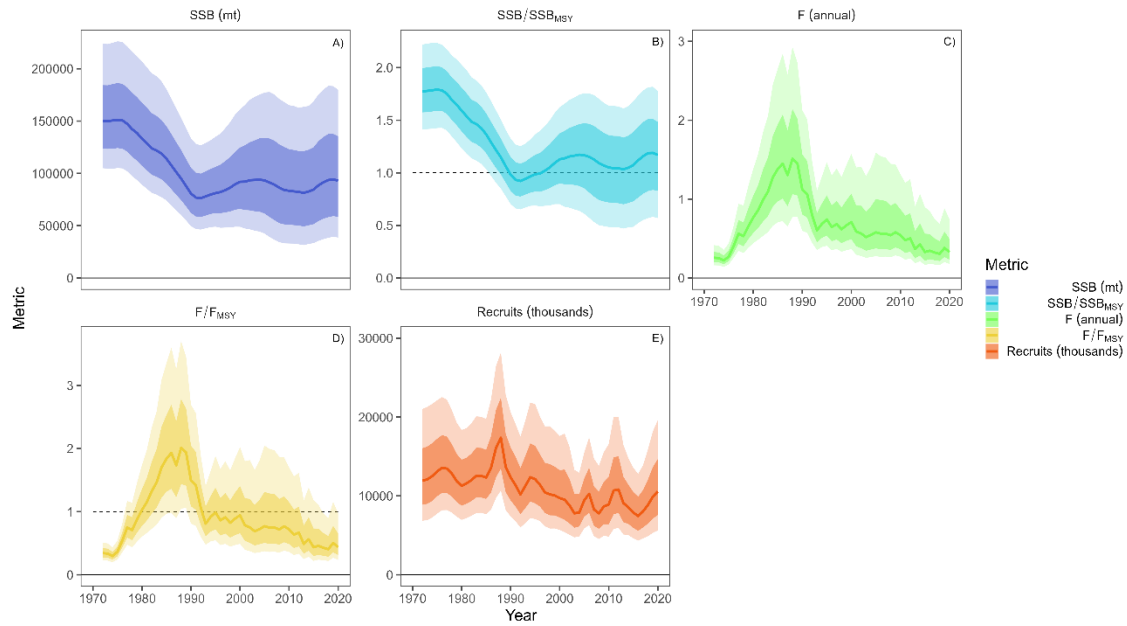 SSB (mt)
SSB/SSBMSY
F (annual)
A)
B)
C)
200000
150000
100000
50000
0
2.0
1.5
1.0
0.5
0.0
3
2
1
0
1970 1980 1990 2000 2010 2020
Metric
F/FMSY
Recruits (thousands)
D)
E)
3
2
1
0
30000
20000
10000
0
1970 1980 1990 2000 2010 2020
1970 1980 1990 2000 2010 2020
Year
Metric
SSB (mt)
SSB/SSBMSY
F (annual)
F/FMSY
Recruits (thousands)